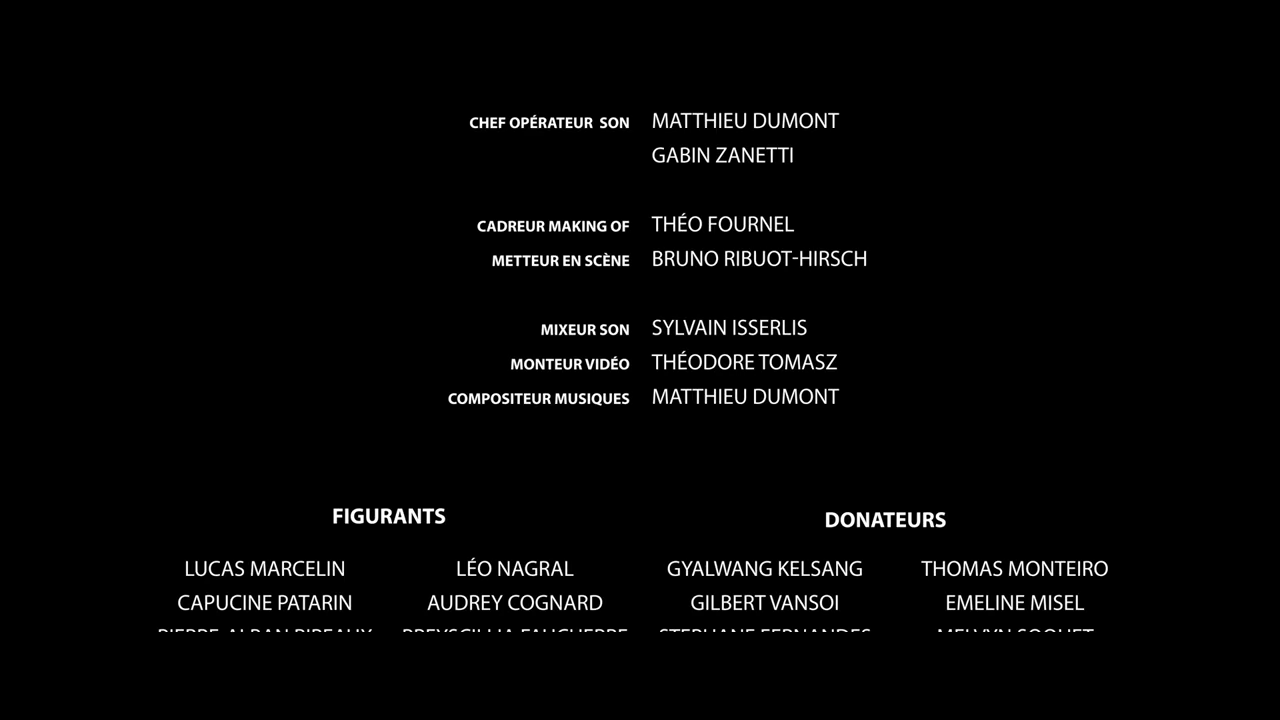 CHEF OPÉRATEUR SON MATTHIEU DUMONT
GABIN ZANETTI
CADREUR MAKING OF THÉO FOURNEL
METTEUR EN SCÈNE BRUNO RIBUOT-HIRSCH
MIXEUR SON SYLVAIN ISSERLIS
MONTEUR VIDÉO THÉODORE TOMASZ
COMPOSITEUR MUSIQUES MATTHIEU DUMONT
FIGURANTS DONATEURS
LUCAS MARCELIN LÉO NAGRAL GYALWANG KELSANG THOMAS MONTEIRO
CAPUCINE PATARIN AUDREY COGNARD GILBERT VANSOI EMELINE MISEL
STEPHANE FERNANDES